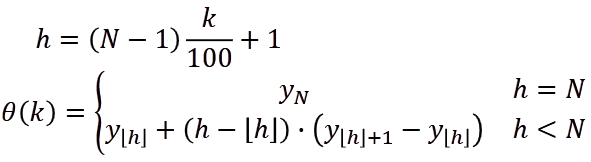 h = (N − 1) k/100 + 1
θ(k) = { y_N h = N
y_⌊h⌋ + (h − ⌊h⌋) · (y_⌊h⌋+1 − y_⌊h⌋) h < N